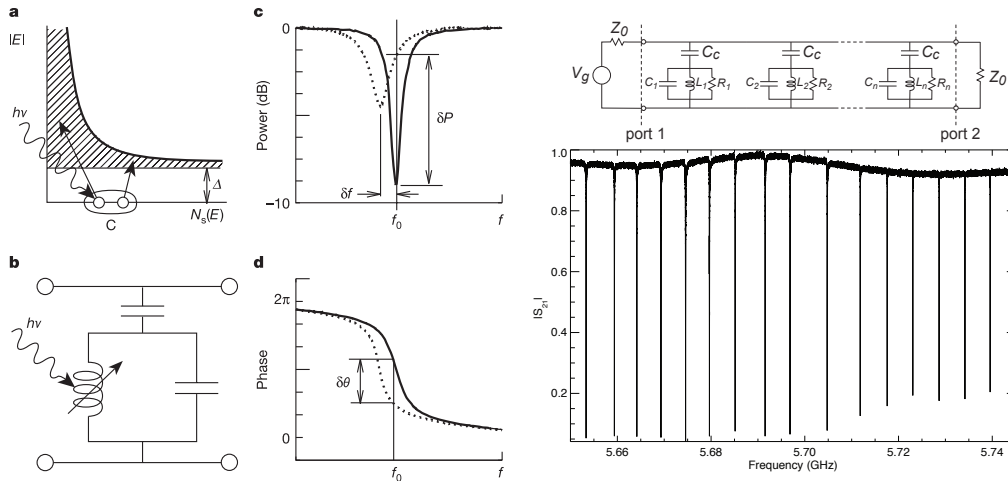 a
|E|
hν
Δ
N_s(E)
C
b
hν
c
0
Power (dB)
δP
δf
−10
f_0
f
d
2π
Phase
δθ
0
f_0
f
Z_0
V_g
C_c
C_c
C_c
C_1
L_1
R_1
C_2
L_2
R_2
C_n
L_n
R_n
Z_0
port 1
port 2
1.0
0.8
0.6
0.4
0.2
|S_21|
5.66
5.68
5.70
5.72
5.74
Frequency (GHz)